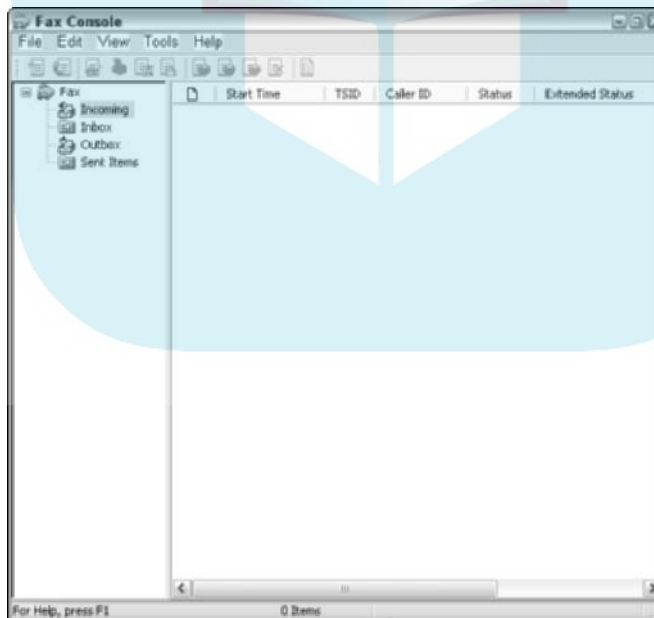 Fax Console
File Edit View Tools Help
Fax
Incoming
Inbox
Outbox
Sent Items
Start Time TSID Caller ID Status Extended Status
For Help, press F1 0 Items